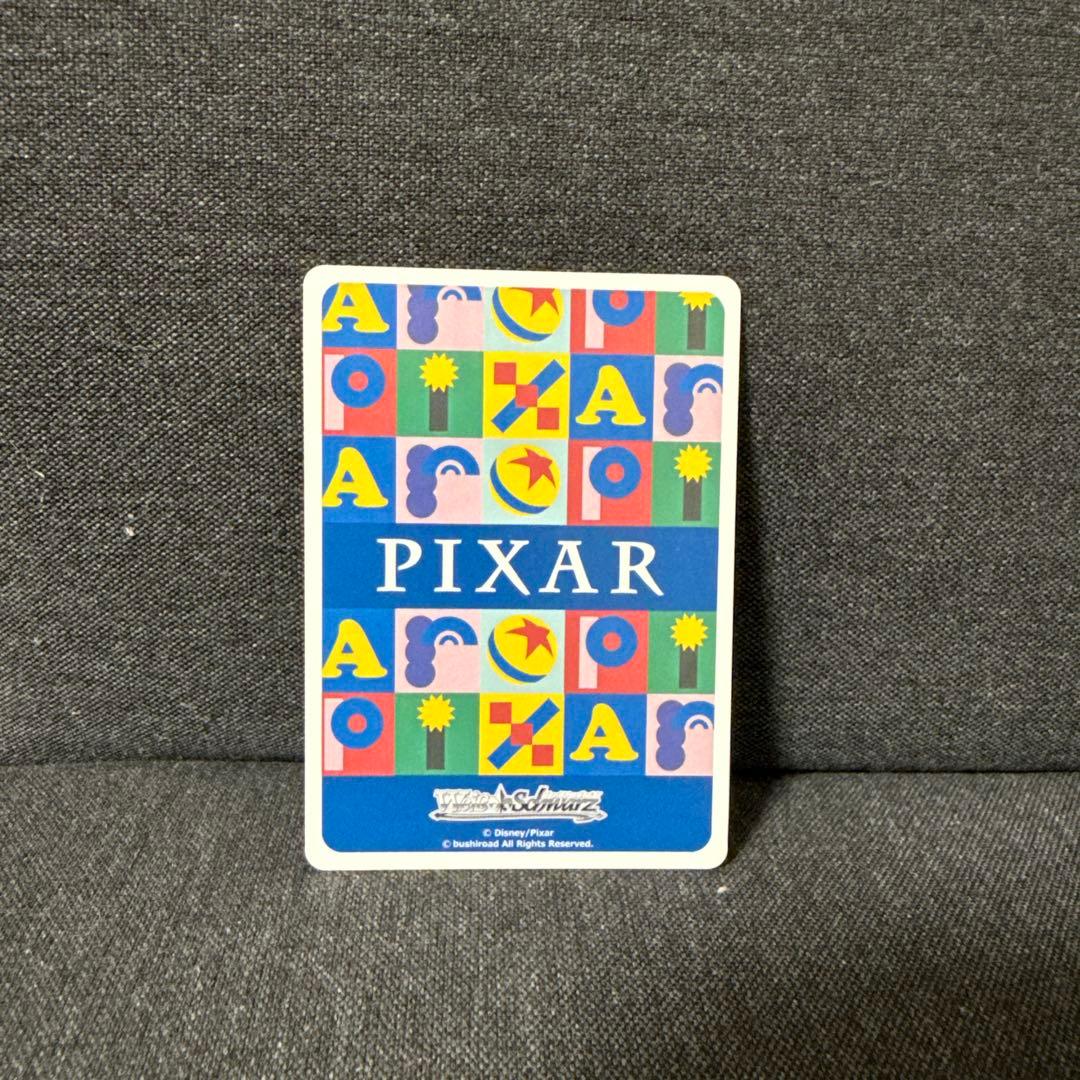 A r P i
P i X A r
A r P i
PIXAR
A r P i
P i X A r
Weiß Schwarz
© Disney/Pixar
© bushiroad All Rights Reserved.